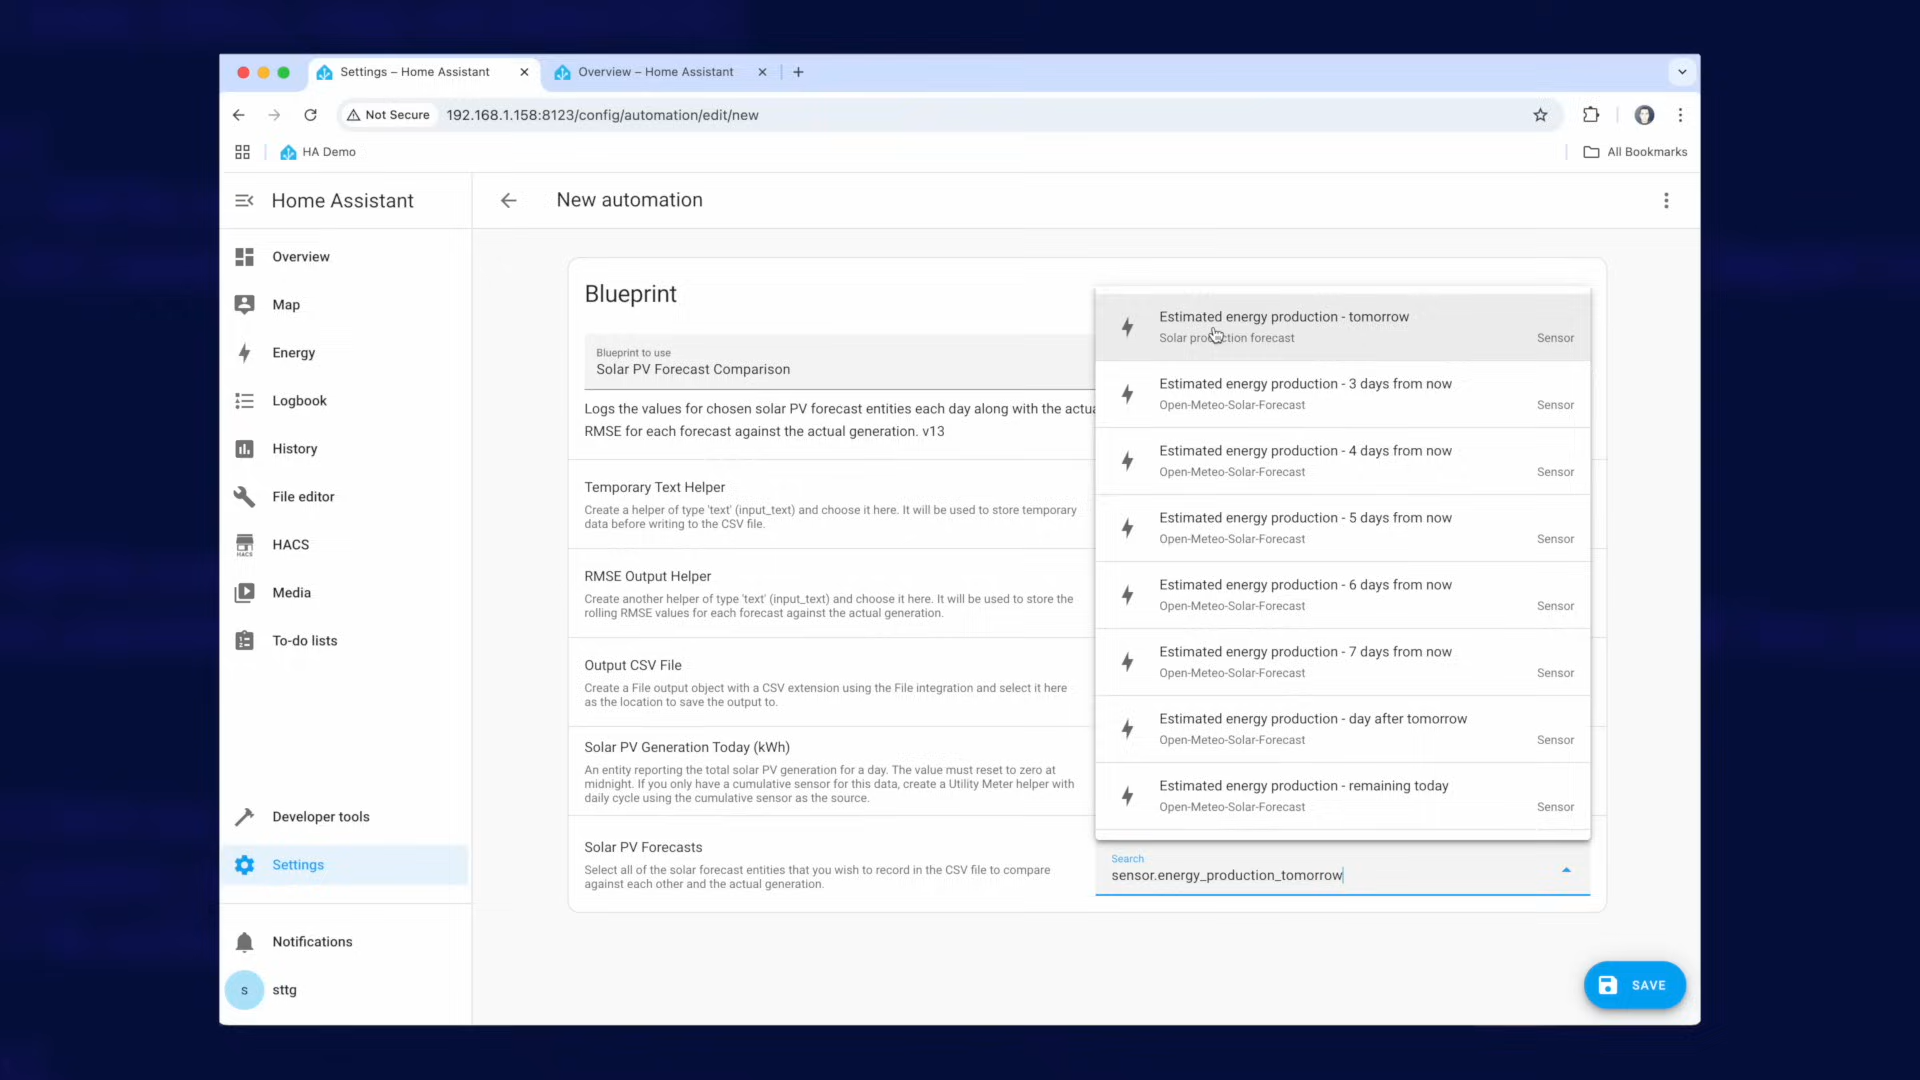 Settings – Home Assistant
Overview – Home Assistant
Not Secure
192.168.1.158:8123/config/automation/edit/new
HA Demo
All Bookmarks
Home Assistant
New automation
Overview
Map
Energy
Logbook
History
File editor
HACS
HACS
Media
To-do lists
Developer tools
Settings
Notifications
s
sttg
Blueprint
Blueprint to use
Solar PV Forecast Comparison
Logs the values for chosen solar PV forecast entities each day along with the actua
RMSE for each forecast against the actual generation. v13
Temporary Text Helper
Create a helper of type 'text' (input_text) and choose it here. It will be used to store temporary
data before writing to the CSV file.
RMSE Output Helper
Create another helper of type 'text' (input_text) and choose it here. It will be used to store the
rolling RMSE values for each forecast against the actual generation.
Output CSV File
Create a File output object with a CSV extension using the File integration and select it here
as the location to save the output to.
Solar PV Generation Today (kWh)
An entity reporting the total solar PV generation for a day. The value must reset to zero at
midnight. If you only have a cumulative sensor for this data, create a Utility Meter helper with
daily cycle using the cumulative sensor as the source.
Solar PV Forecasts
Select all of the solar forecast entities that you wish to record in the CSV file to compare
against each other and the actual generation.
Estimated energy production - tomorrow
Solar production forecast
Sensor
Estimated energy production - 3 days from now
Open-Meteo-Solar-Forecast
Sensor
Estimated energy production - 4 days from now
Open-Meteo-Solar-Forecast
Sensor
Estimated energy production - 5 days from now
Open-Meteo-Solar-Forecast
Sensor
Estimated energy production - 6 days from now
Open-Meteo-Solar-Forecast
Sensor
Estimated energy production - 7 days from now
Open-Meteo-Solar-Forecast
Sensor
Estimated energy production - day after tomorrow
Open-Meteo-Solar-Forecast
Sensor
Estimated energy production - remaining today
Open-Meteo-Solar-Forecast
Sensor
Search
sensor.energy_production_tomorrow
SAVE